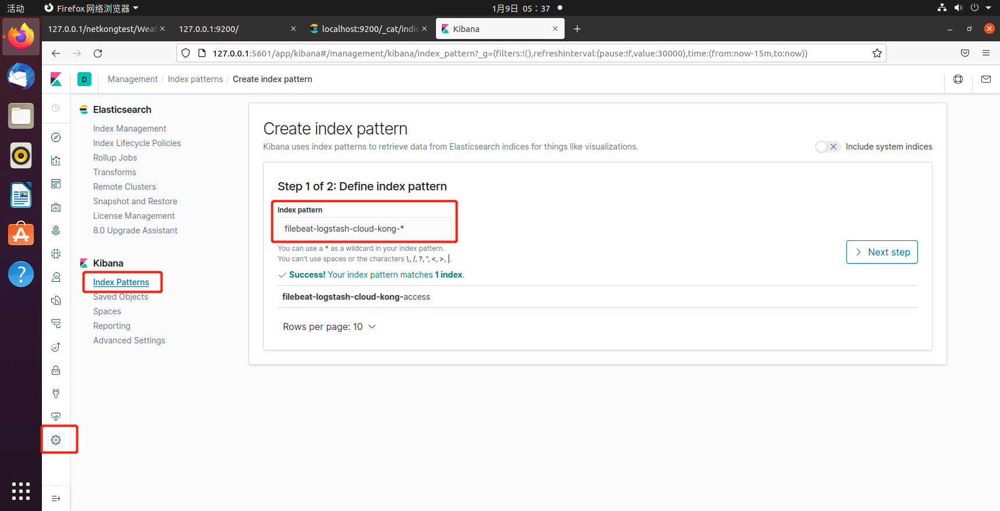 活动
Firefox 网络浏览器
1月9日 05：37
127.0.0.1/netkongtest/Weat
127.0.0.1:9200/
localhost:9200/_cat/indic
Kibana
127.0.0.1:5601/app/kibana#/management/kibana/index_pattern?_g=(filters:!(),refreshInterval:(pause:!f,value:30000),time:(from:now-15m,to:now))
D
Management / Index patterns / Create index pattern
Elasticsearch
Index Management
Index Lifecycle Policies
Rollup Jobs
Transforms
Remote Clusters
Snapshot and Restore
License Management
8.0 Upgrade Assistant
Kibana
Index Patterns
Saved Objects
Spaces
Reporting
Advanced Settings
Create index pattern
Kibana uses index patterns to retrieve data from Elasticsearch indices for things like visualizations.
Include system indices
Step 1 of 2: Define index pattern
Index pattern
filebeat-logstash-cloud-kong-*
You can use a * as a wildcard in your index pattern.
You can't use spaces or the characters \, /, ?, ", <, >, |.
Next step
Success! Your index pattern matches 1 index.
filebeat-logstash-cloud-kong-access
Rows per page: 10